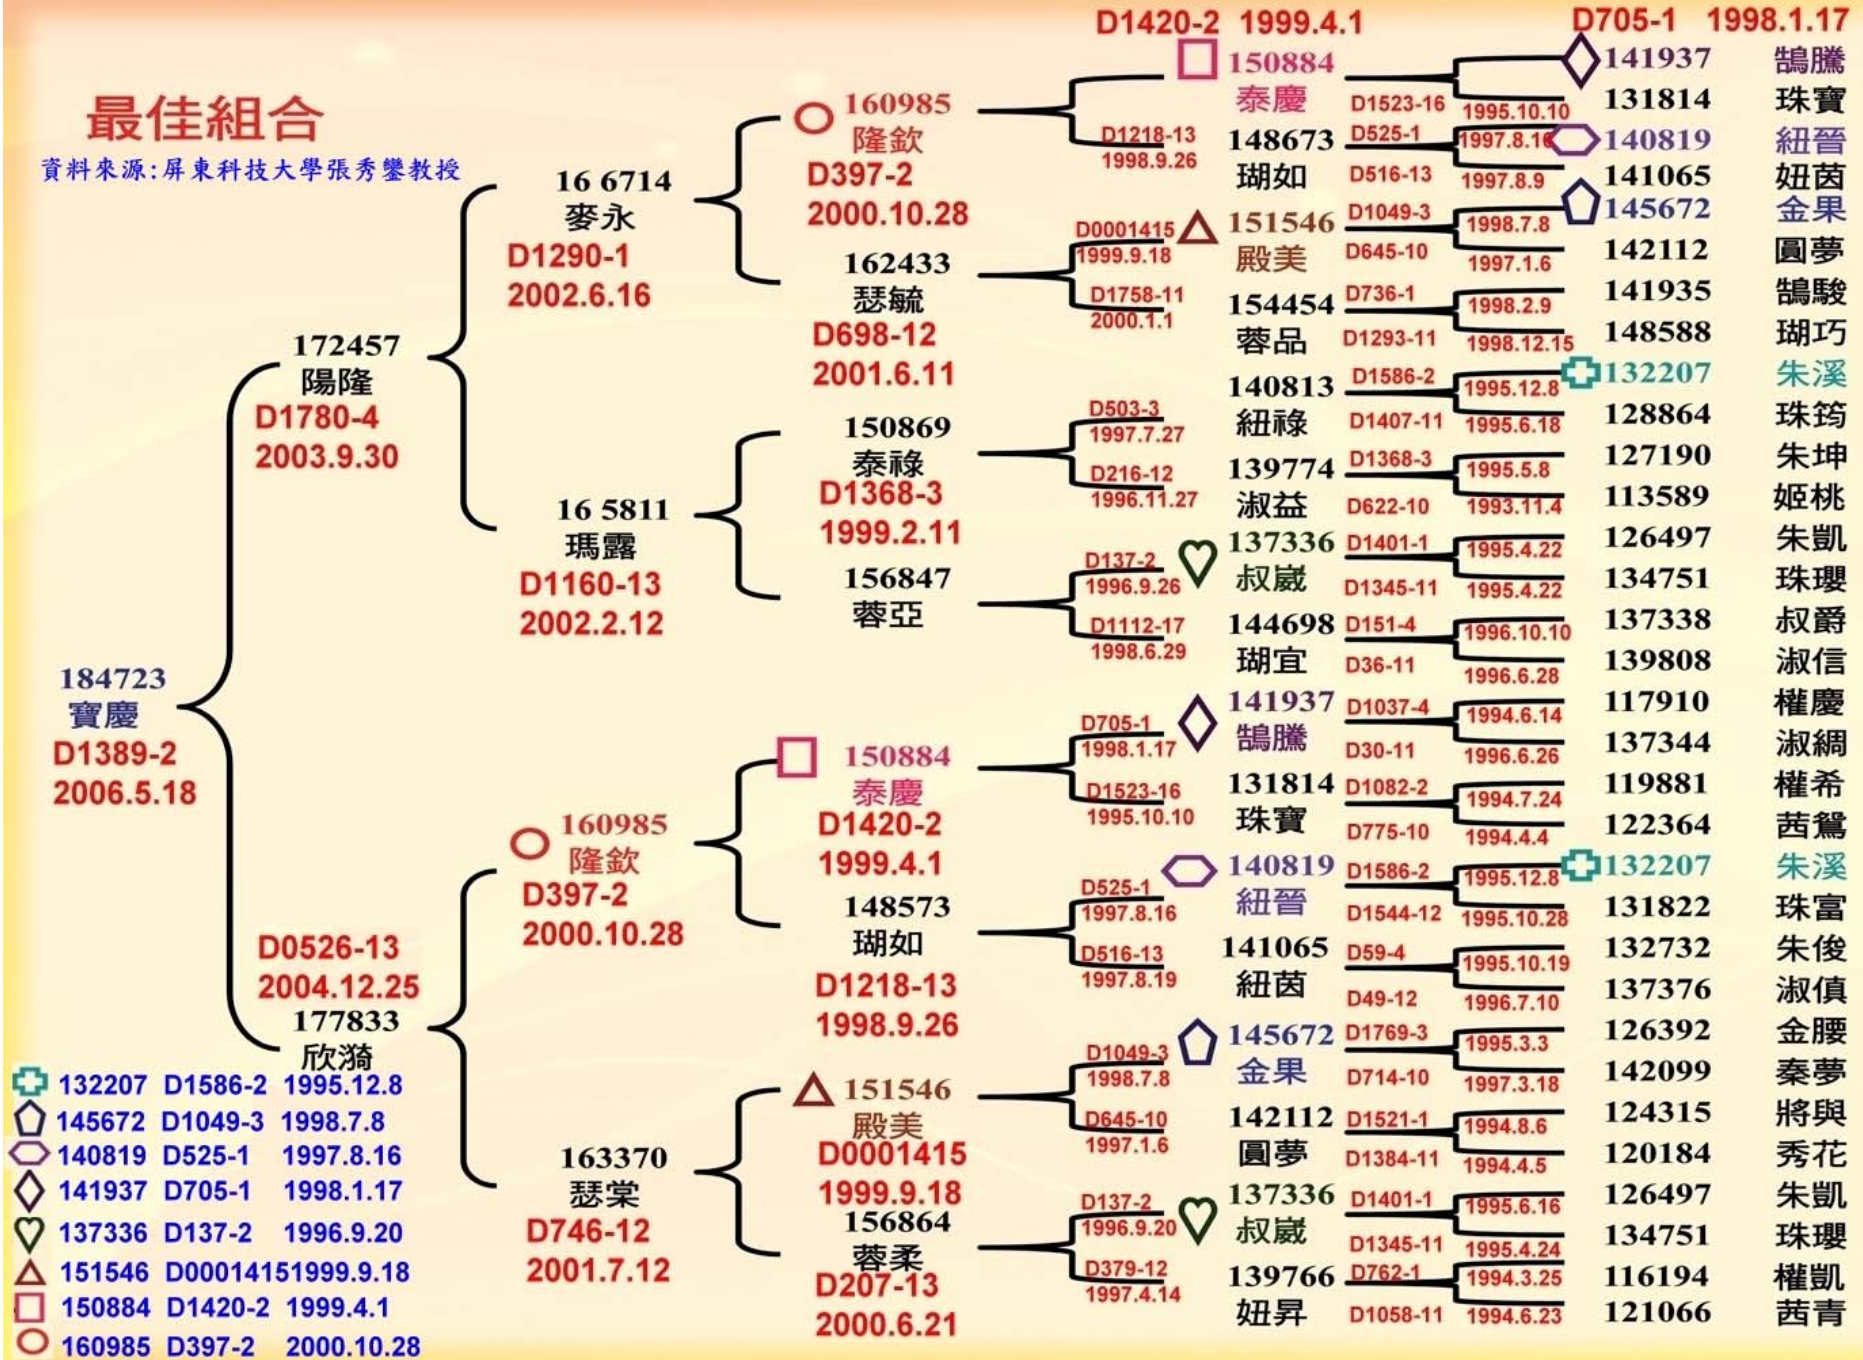 最佳組合
資料來源:屏東科技大學張秀鑾教授
184723
寶慶
D1389-2
2006.5.18
172457
陽隆
D1780-4
2003.9.30
D0526-13
2004.12.25
177833
欣漪
16 6714
麥永
D1290-1
2002.6.16
16 5811
瑪露
D1160-13
2002.2.12
160985
隆欽
D397-2
2000.10.28
163370
瑟棠
D746-12
2001.7.12
160985
隆欽
D397-2
2000.10.28
162433
瑟毓
D698-12
2001.6.11
150869
泰祿
D1368-3
1999.2.11
156847
蓉亞
150884
泰慶
D1420-2
1999.4.1
148573
瑚如
D1218-13
1998.9.26
151546
殿美
D0001415
1999.9.18
156864
蓉柔
D207-13
2000.6.21
D1420-2 1999.4.1
150884
泰慶
D1218-13
1998.9.26
148673
瑚如
D0001415
1999.9.18
151546
殿美
D1758-11
2000.1.1
154454
蓉品
D503-3
1997.7.27
140813
紐祿
D216-12
1996.11.27
139774
淑益
D137-2
1996.9.26
137336
叔崴
D1112-17
1998.6.29
144698
瑚宜
D705-1
1998.1.17
141937
鵠騰
D1523-16
1995.10.10
131814
珠寶
D525-1
1997.8.16
140819
紐晉
D516-13
1997.8.19
141065
紐茵
D1049-3
1998.7.8
145672
金果
D645-10
1997.1.6
142112
圓夢
D137-2
1996.9.20
137336
叔崴
D379-12
1997.4.14
139766
妞昇
D705-1 1998.1.17
141937 鵠騰
D1523-16 1995.10.10
131814 珠寶
D525-1 1997.8.16
140819 紐晉
D516-13 1997.8.9
141065 妞茵
D1049-3 1998.7.8
145672 金果
D645-10 1997.1.6
142112 圓夢
D736-1 1998.2.9
141935 鵠駿
D1293-11 1998.12.15
148588 瑚巧
D1586-2 1995.12.8
132207 朱溪
D1407-11 1995.6.18
128864 珠筠
D1368-3 1995.5.8
127190 朱坤
D622-10 1993.11.4
113589 姬桃
D1401-1 1995.4.22
126497 朱凱
D1345-11 1995.4.22
134751 珠瓔
D151-4 1996.10.10
137338 叔爵
D36-11 1996.6.28
139808 淑信
D1037-4 1994.6.14
117910 權慶
D30-11 1996.6.26
137344 淑綢
D1082-2 1994.7.24
119881 權希
D775-10 1994.4.4
122364 茜鴛
D1586-2 1995.12.8
132207 朱溪
D1544-12 1995.10.28
131822 珠富
D59-4 1995.10.19
132732 朱俊
D49-12 1996.7.10
137376 淑傎
D1769-3 1995.3.3
126392 金腰
D714-10 1997.3.18
142099 秦夢
D1521-1 1994.8.6
124315 將與
D1384-11 1994.4.5
120184 秀花
D1401-1 1995.6.16
126497 朱凱
D1345-11 1995.4.24
134751 珠瓔
D762-1 1994.3.25
116194 權凱
D1058-11 1994.6.23
121066 茜青
132207 D1586-2 1995.12.8
145672 D1049-3 1998.7.8
140819 D525-1 1997.8.16
141937 D705-1 1998.1.17
137336 D137-2 1996.9.20
151546 D00014151999.9.18
150884 D1420-2 1999.4.1
160985 D397-2 2000.10.28